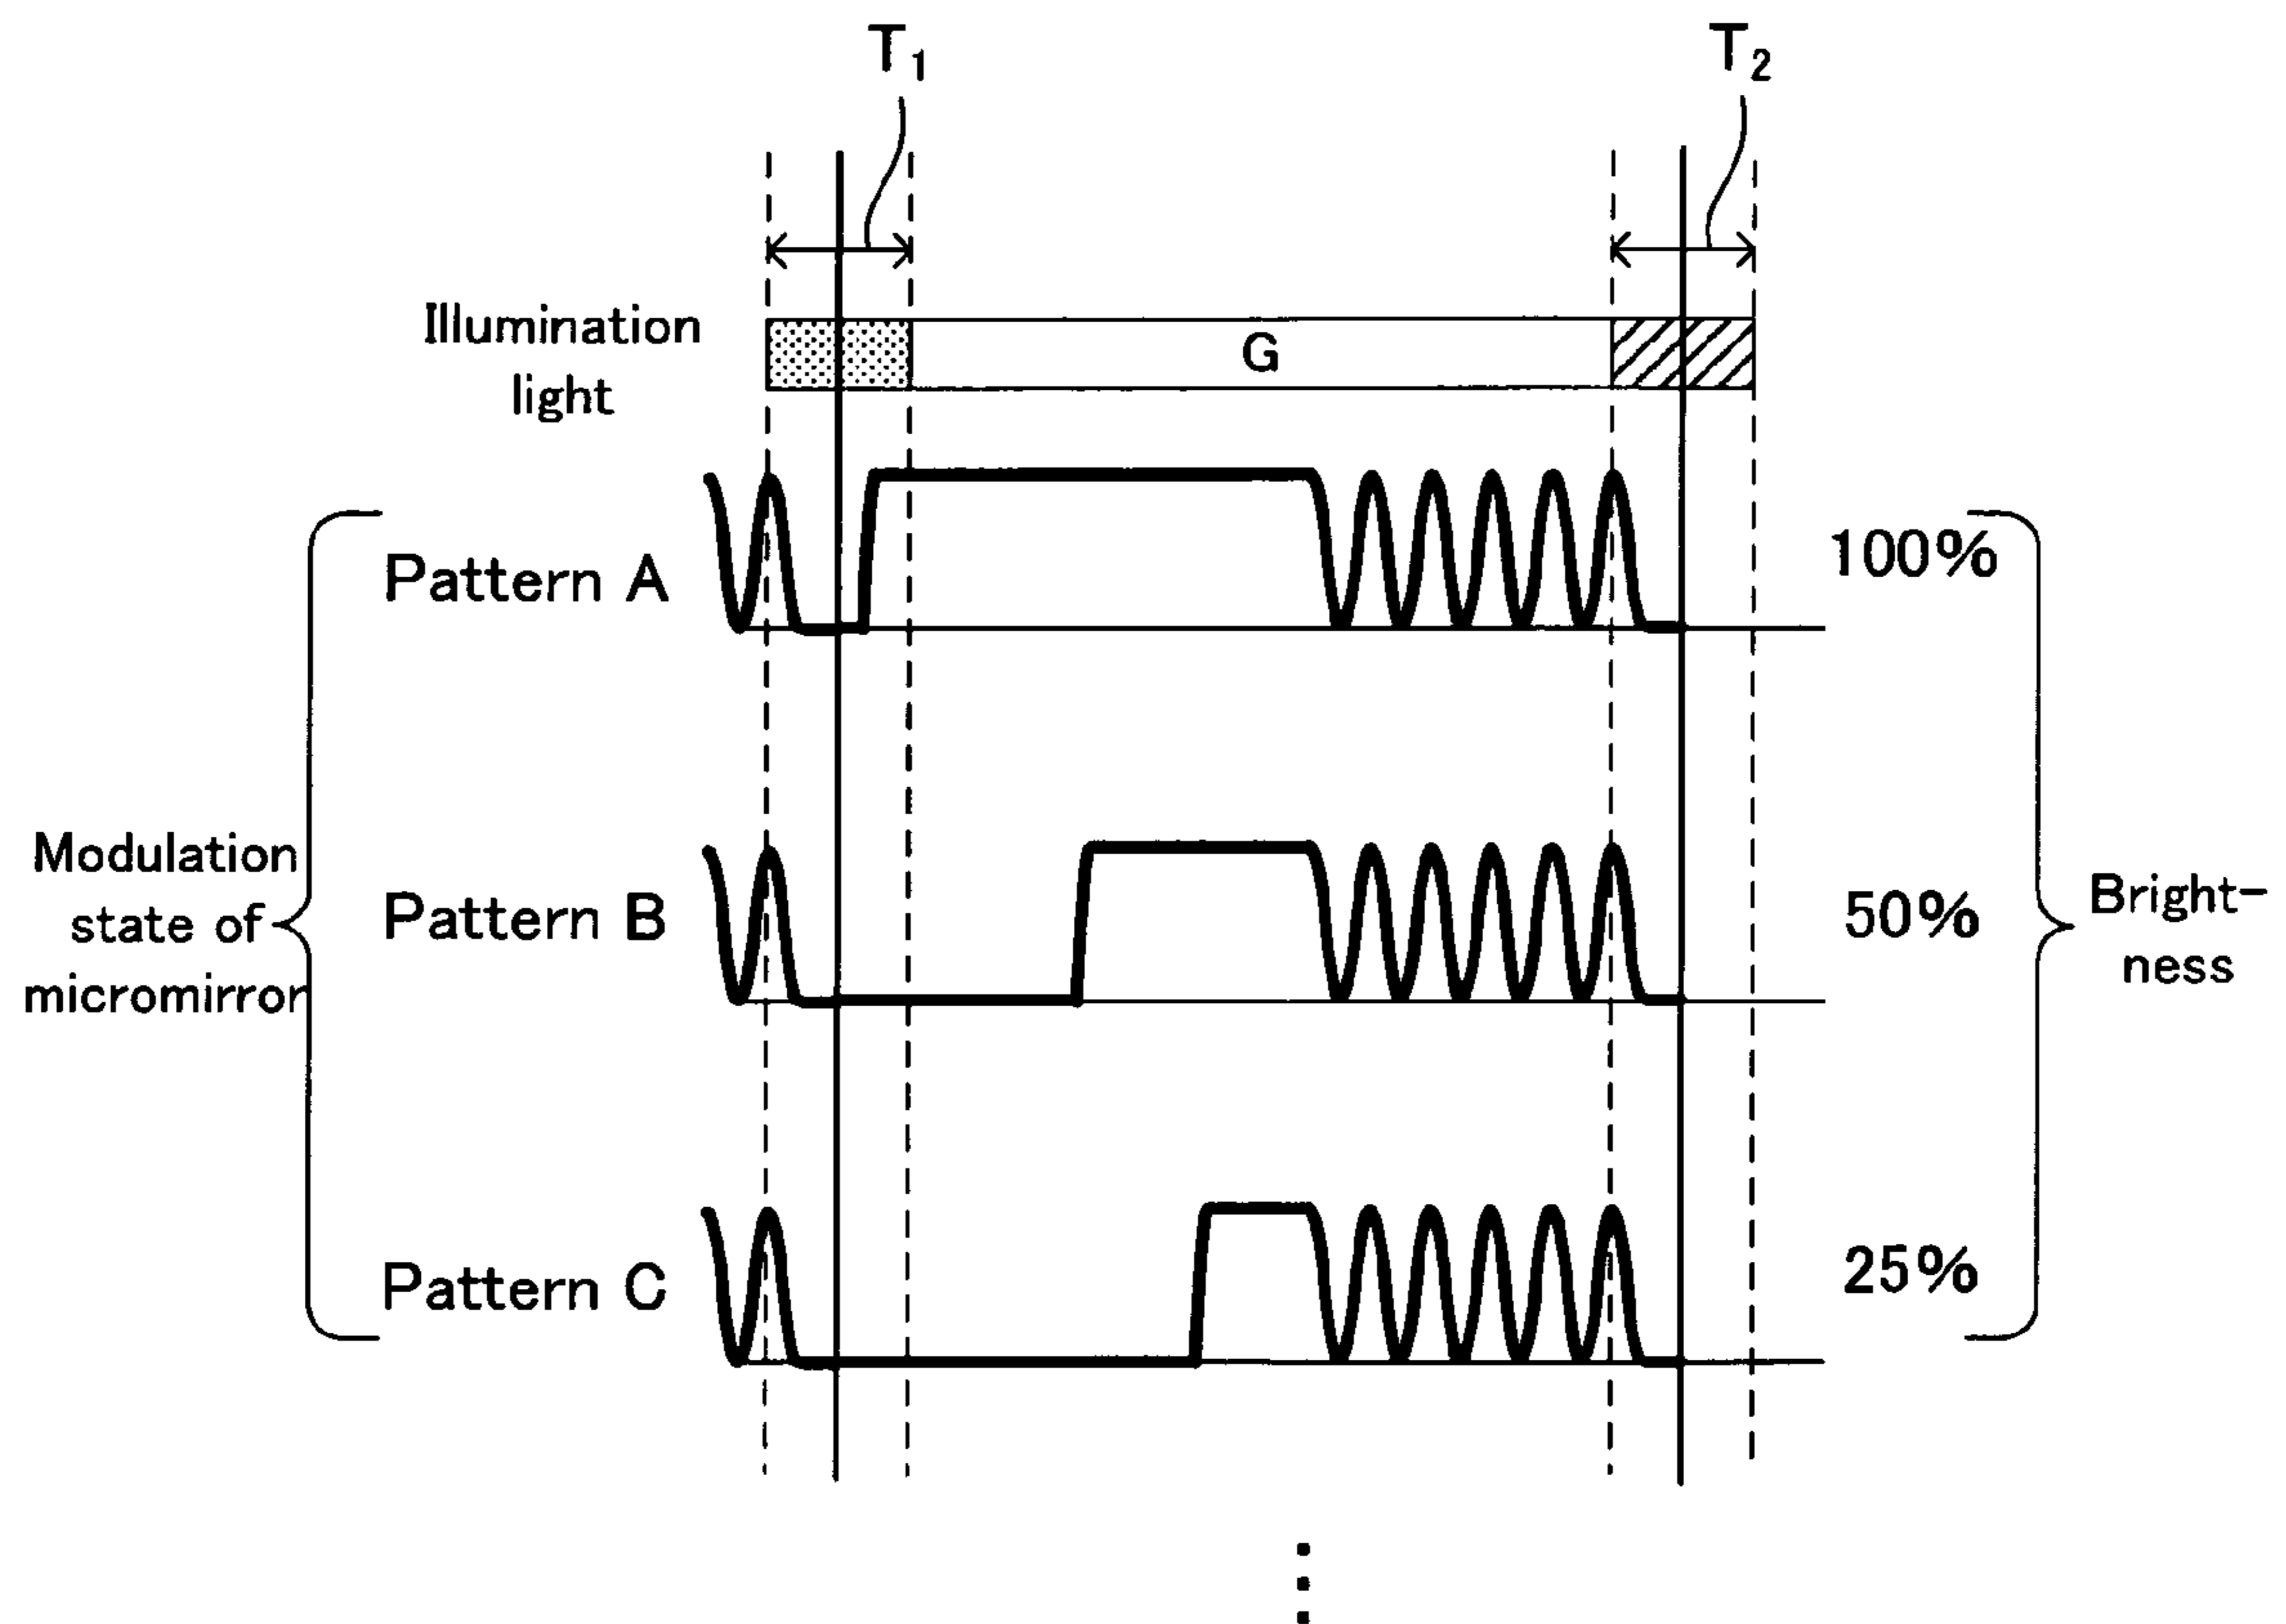 T1
T2
Illumination
light
G
Pattern A
100%
Modulation
state of
micromirror
Pattern B
50%
Bright-
ness
Pattern C
25%